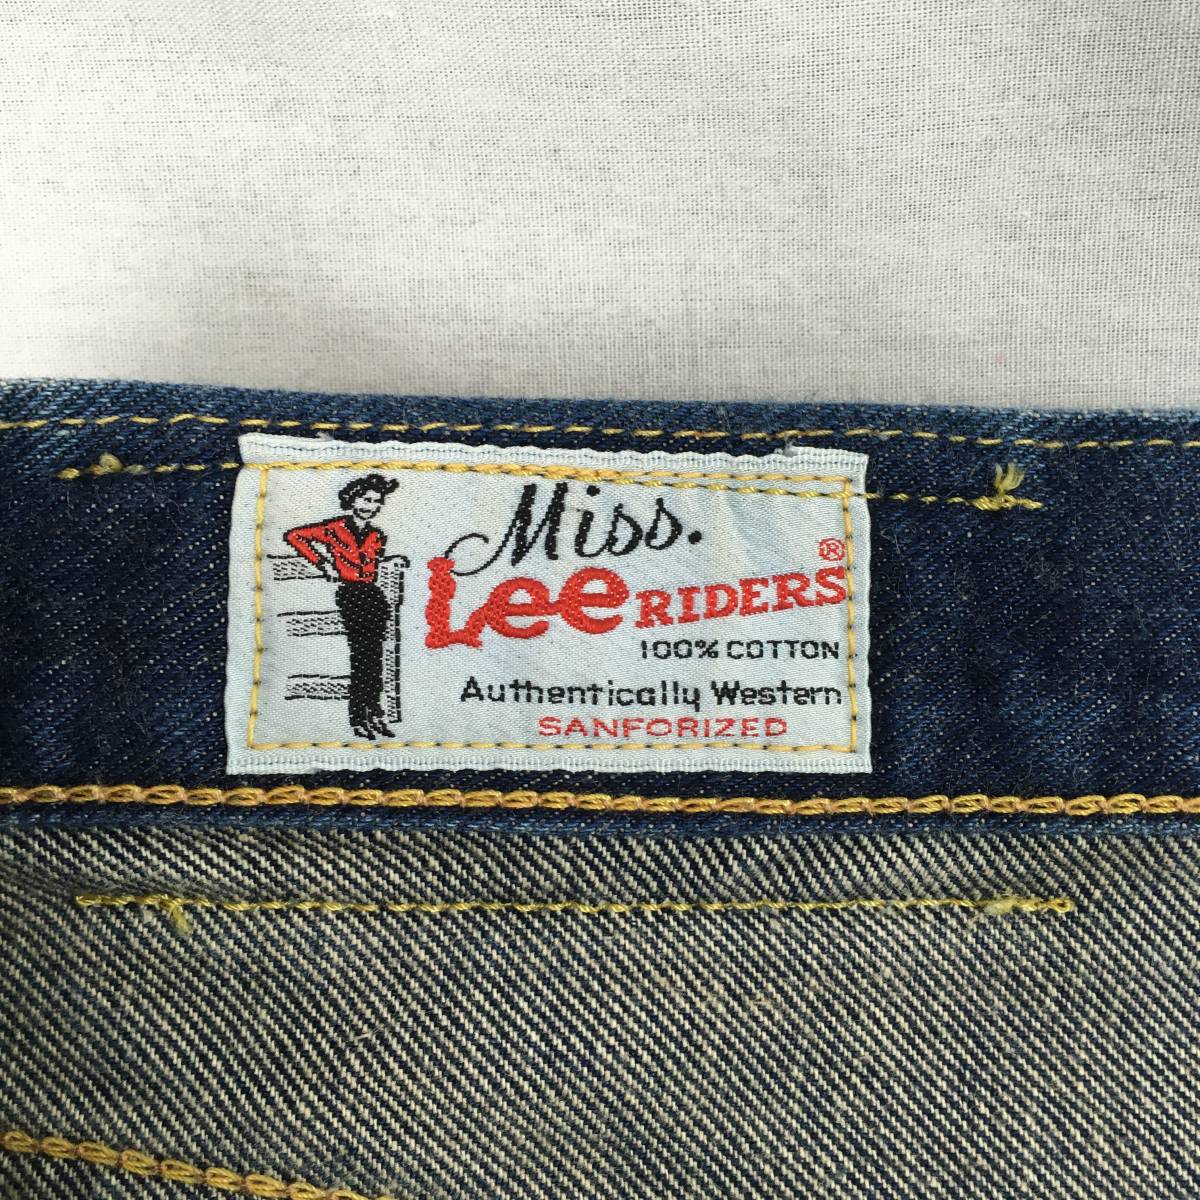 Miss.
Lee RIDERS®
100% COTTON
Authentically Western
SANFORIZED